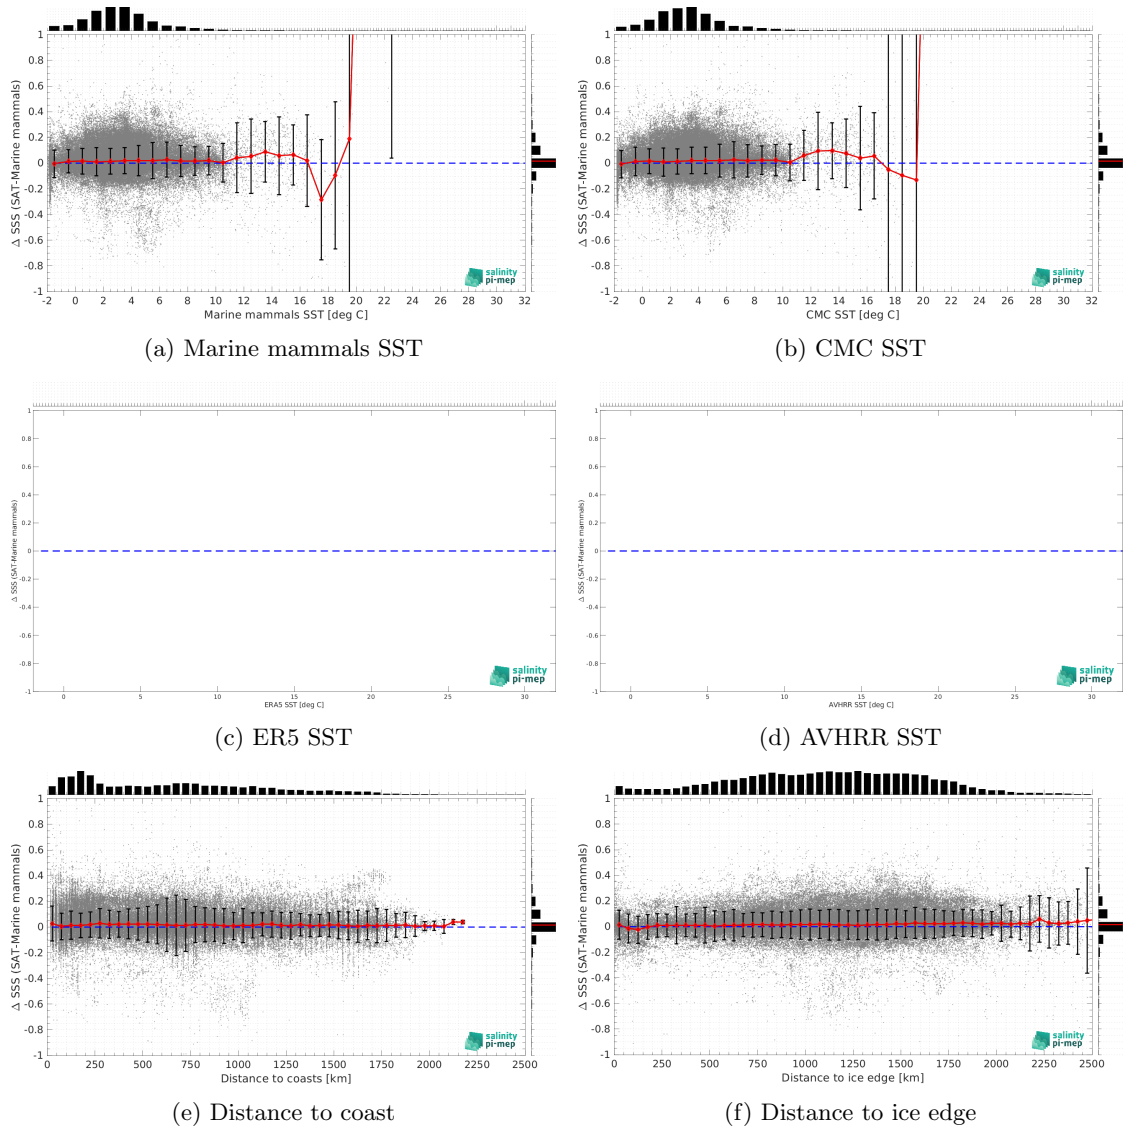 1
0.8
0.6
0.4
0.2
0
-0.2
-0.4
-0.6
-0.8
-1
Δ SSS (SAT-Marine mammals)
-2 0 2 4 6 8 10 12 14 16 18 20 22 24 26 28 30 32
Marine mammals SST [deg C]
salinity
pi-mep
(a) Marine mammals SST
1
0.8
0.6
0.4
0.2
0
-0.2
-0.4
-0.6
-0.8
-1
Δ SSS (SAT-Marine mammals)
-2 0 2 4 6 8 10 12 14 16 18 20 22 24 26 28 30 32
CMC SST [deg C]
salinity
pi-mep
(b) CMC SST
1
0.8
0.6
0.4
0.2
0
-0.2
-0.4
-0.6
-0.8
-1
Δ SSS (SAT-Marine mammals)
0 5 10 15 20 25 30
ERA5 SST [deg C]
salinity
pi-mep
(c) ER5 SST
1
0.8
0.6
0.4
0.2
0
-0.2
-0.4
-0.6
-0.8
-1
Δ SSS (SAT-Marine mammals)
0 5 10 15 20 25 30
AVHRR SST [deg C]
salinity
pi-mep
(d) AVHRR SST
1
0.8
0.6
0.4
0.2
0
-0.2
-0.4
-0.6
-0.8
-1
Δ SSS (SAT-Marine mammals)
0 250 500 750 1000 1250 1500 1750 2000 2250 2500
Distance to coasts [km]
salinity
pi-mep
(e) Distance to coast
1
0.8
0.6
0.4
0.2
0
-0.2
-0.4
-0.6
-0.8
-1
Δ SSS (SAT-Marine mammals)
0 250 500 750 1000 1250 1500 1750 2000 2250 2500
Distance to ice edge [km]
salinity
pi-mep
(f) Distance to ice edge